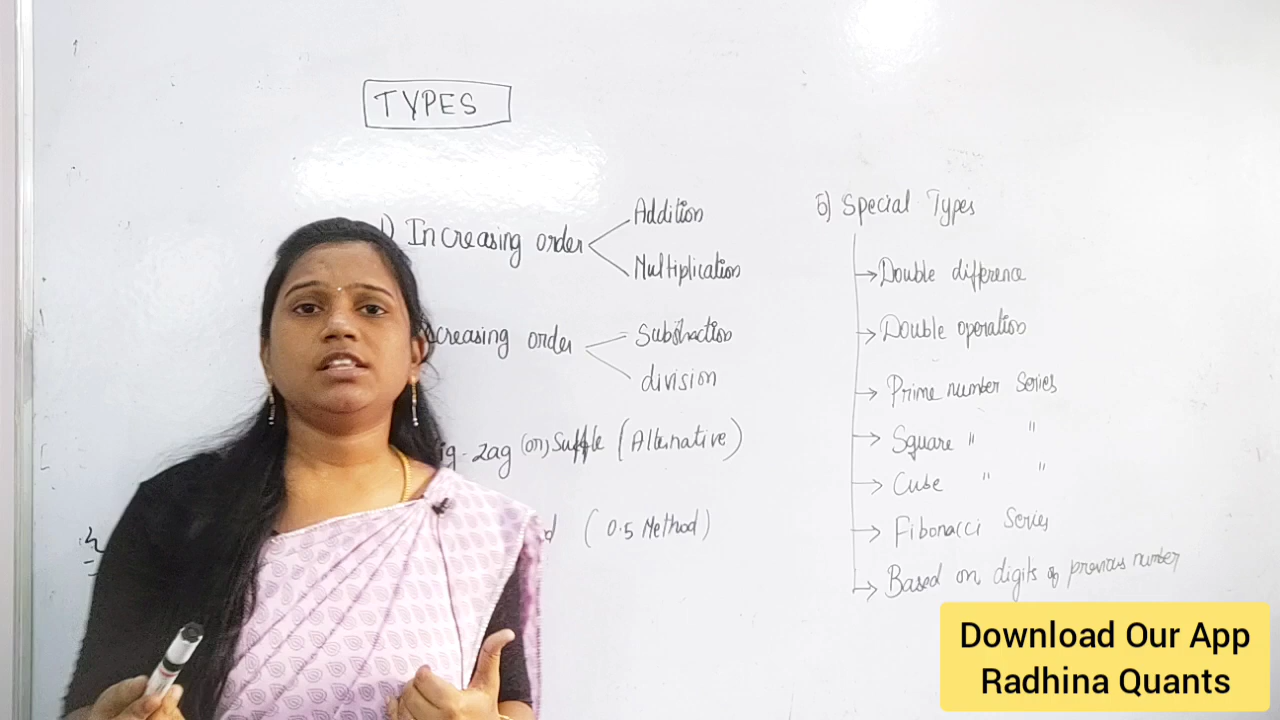 TYPES
1) Increasing order
Addition
Multiplication
creasing order
Substraction
division
ig-zag (or) Suffle (Alternative)
d (0.5 Method)
5) Special Types
Double difference
Double operation
Prime number Series
Square " "
Cube " "
Fibonacci Series
Based on digits of previous number
Download Our App
Radhina Quants